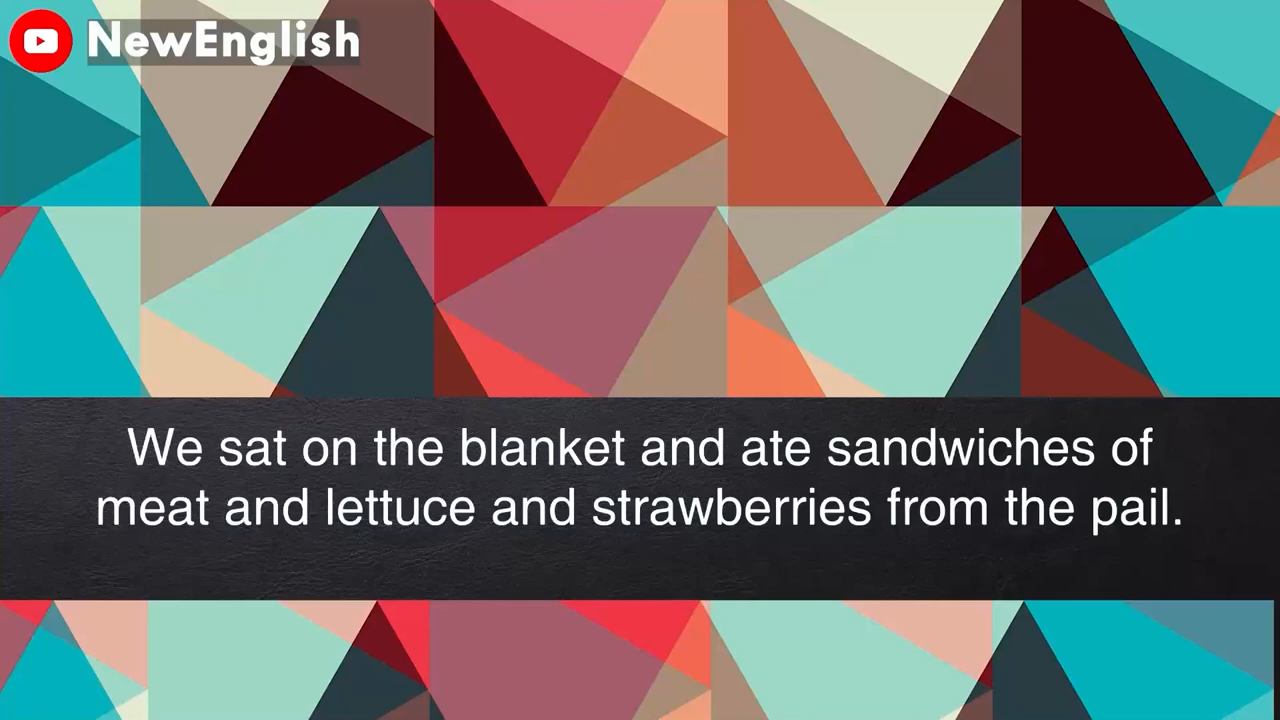 NewEnglish
We sat on the blanket and ate sandwiches of
meat and lettuce and strawberries from the pail.